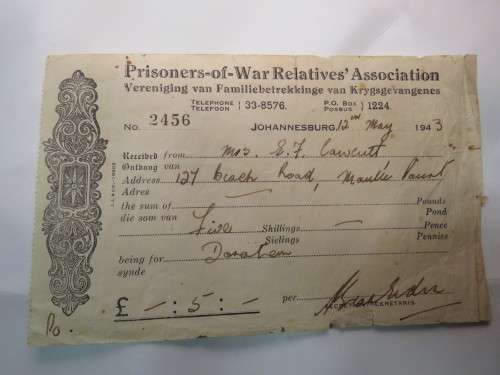 Prisoners-of-War Relatives' Association
Vereniging van Familiebetrekkinge van Krygsgevangenes
TELEPHONE 33-8576. P.O. BOX 1224.
TELEFOON POSBUS
No. 2456 JOHANNESBURG, 12th May 1943
Received from Mrs. E. F. Cawcutt
Ontvang van
Address 127 Beach Road, Mouille Point
Adres
the sum of Pounds
die som van Pond
Five Shillings — Pence
Sielings Pennies
being for Donation
synde
£ – : 5 : – per
SECRETARIS
Po.